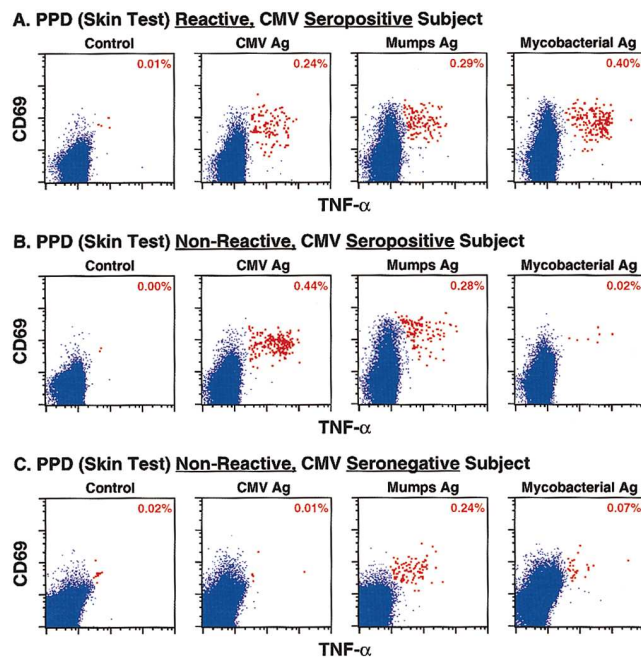 A. PPD (Skin Test) Reactive, CMV Seropositive Subject
Control CMV Ag Mumps Ag Mycobacterial Ag
0.01% 0.24% 0.29% 0.40%
CD69
TNF-α
B. PPD (Skin Test) Non-Reactive, CMV Seropositive Subject
Control CMV Ag Mumps Ag Mycobacterial Ag
0.00% 0.44% 0.28% 0.02%
CD69
TNF-α
C. PPD (Skin Test) Non-Reactive, CMV Seronegative Subject
Control CMV Ag Mumps Ag Mycobacterial Ag
0.02% 0.01% 0.24% 0.07%
CD69
TNF-α